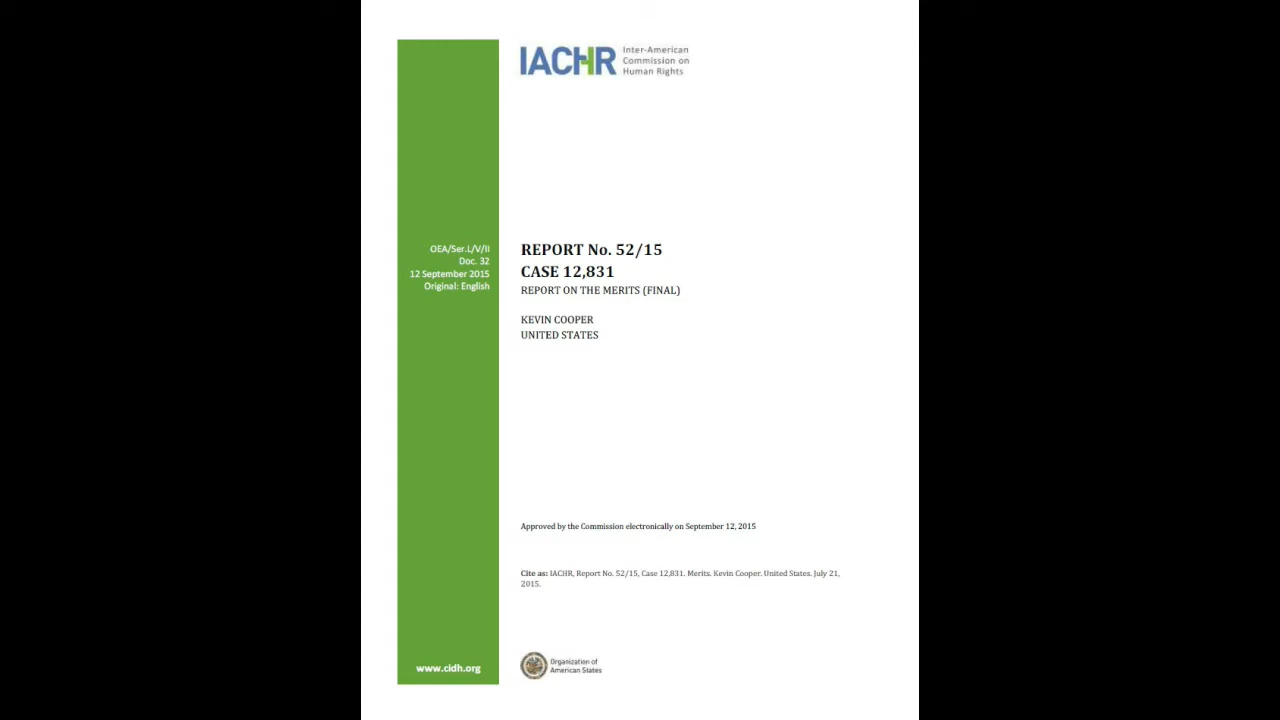 IACHR
Inter-American
Commission on
Human Rights
OEA/Ser.L/V/II
Doc. 32
12 September 2015
Original: English
REPORT No. 52/15
CASE 12,831
REPORT ON THE MERITS (FINAL)
KEVIN COOPER
UNITED STATES
Approved by the Commission electronically on September 12, 2015
Cite as: IACHR, Report No. 52/15, Case 12,831. Merits. Kevin Cooper. United States. July 21,
2015.
www.cidh.org
Organization of
American States